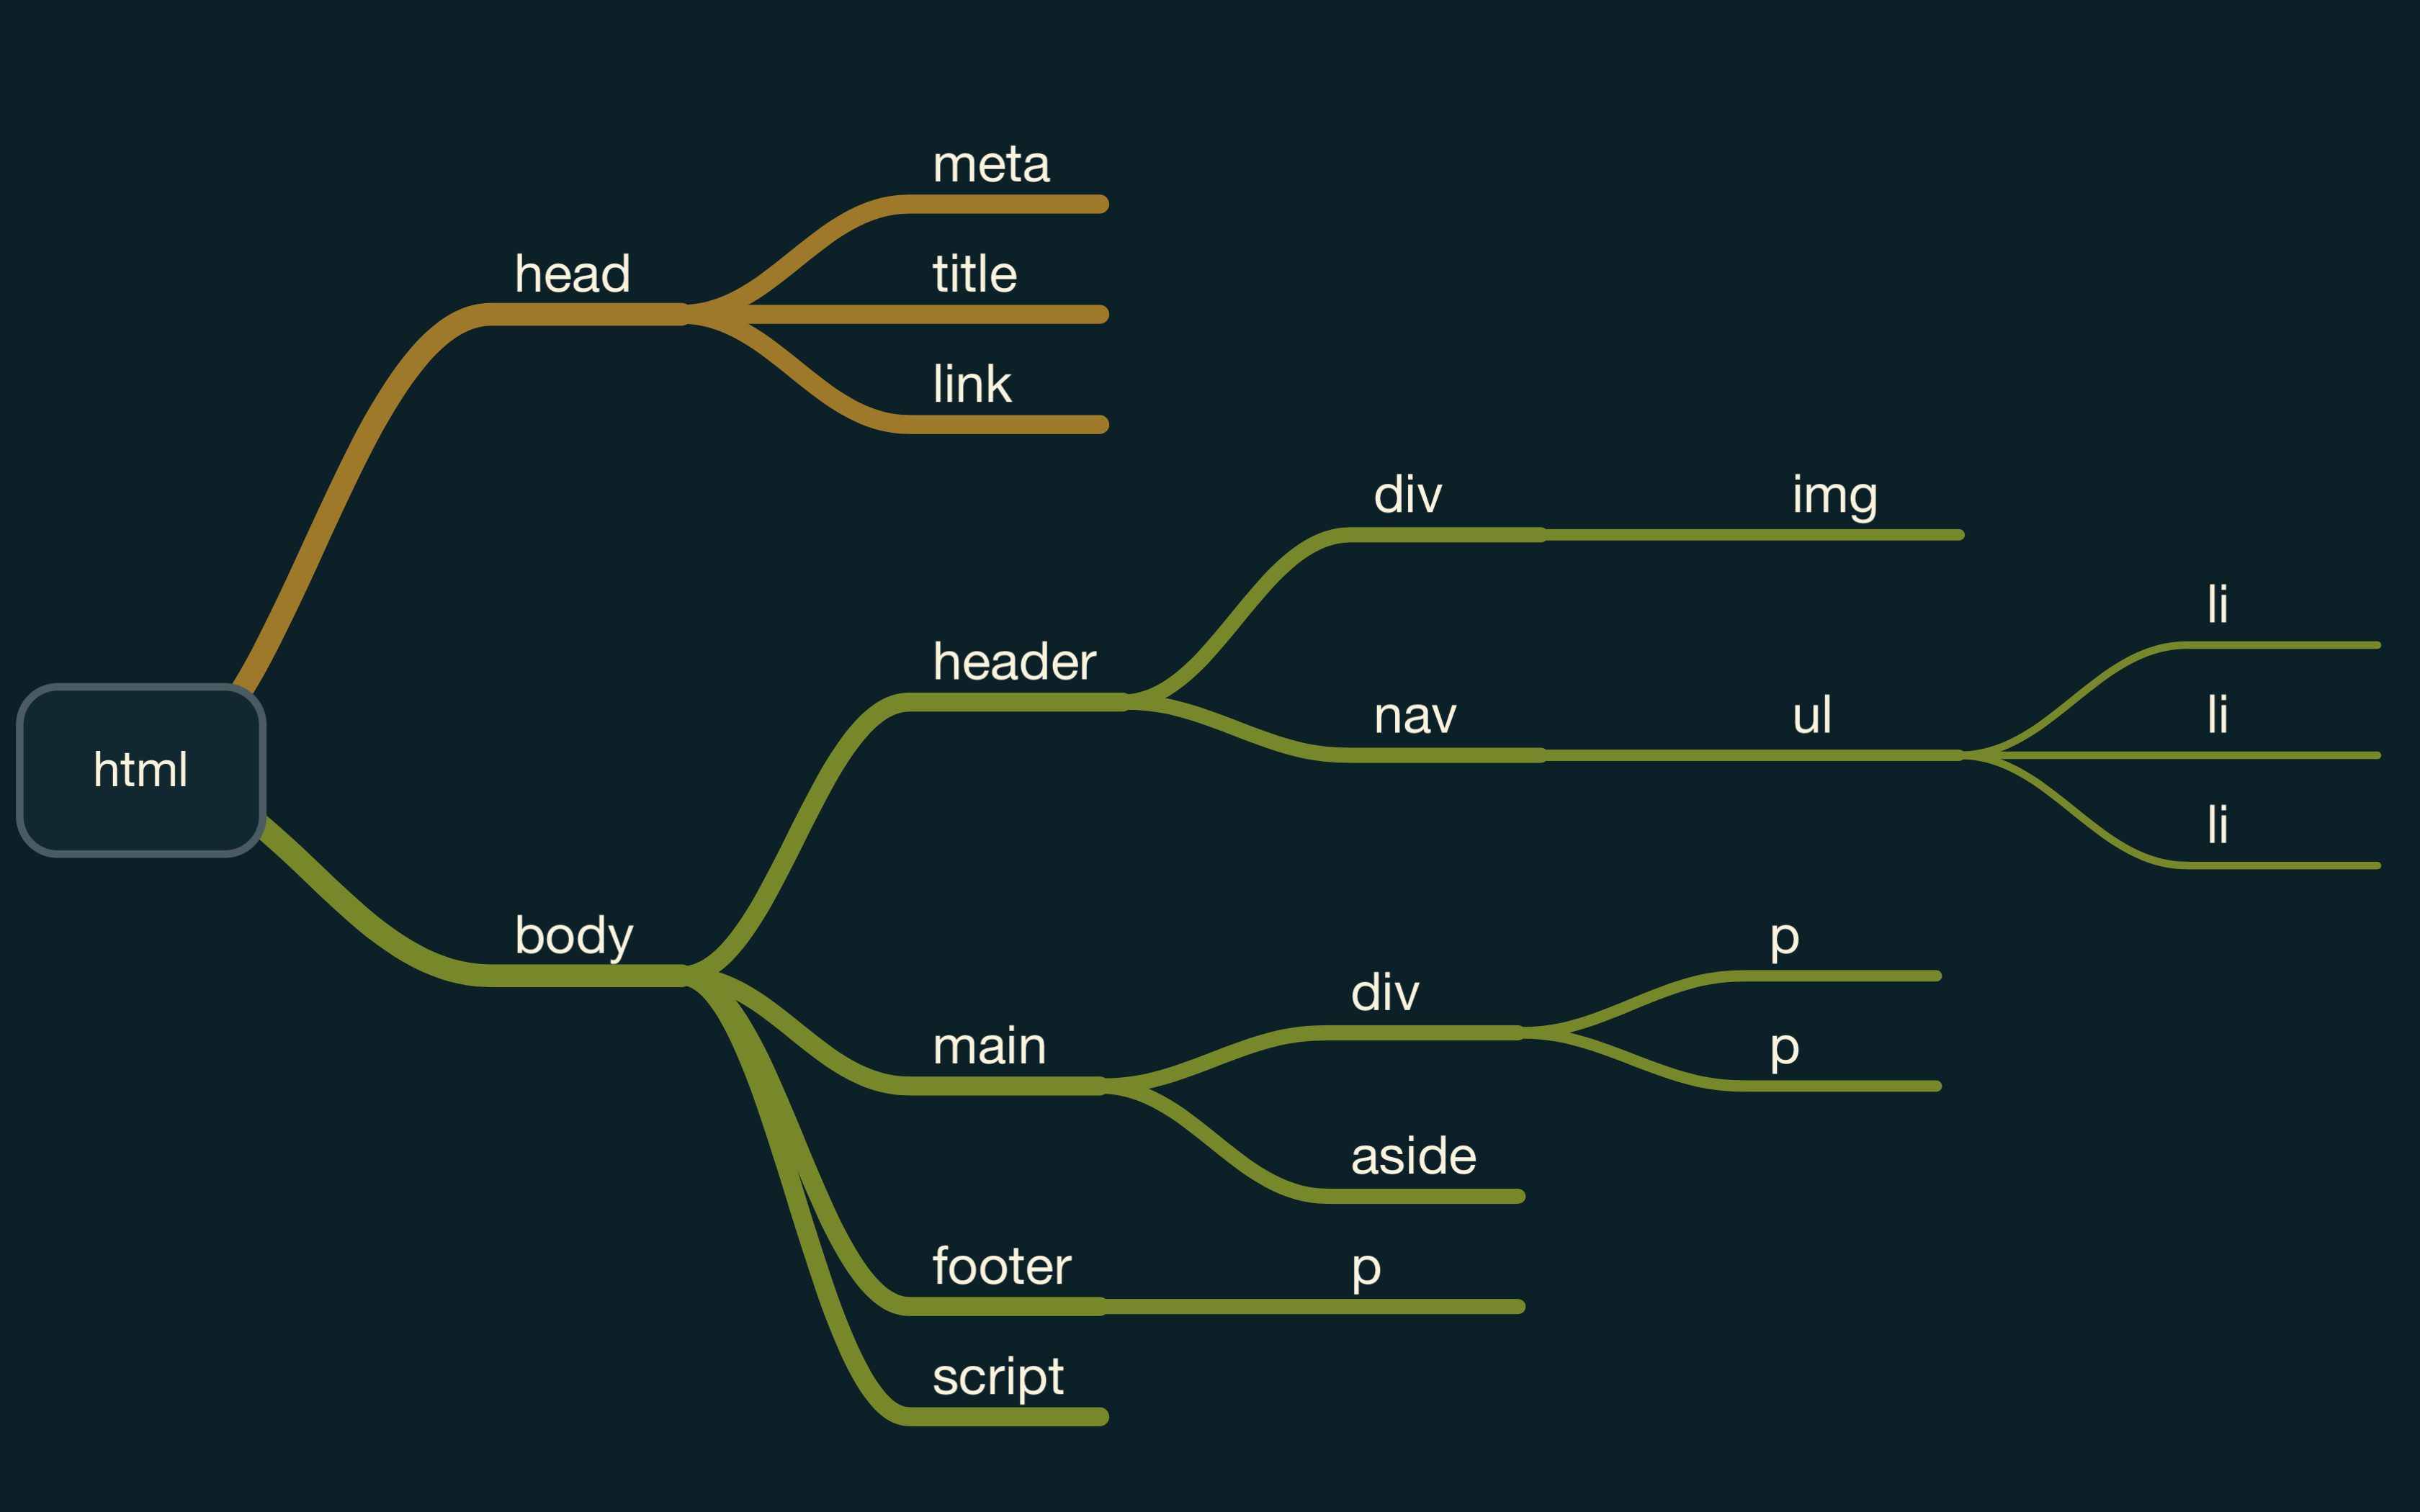 html
head
meta
title
link
body
header
div
img
nav
ul
li
li
li
main
div
p
p
aside
footer
p
script